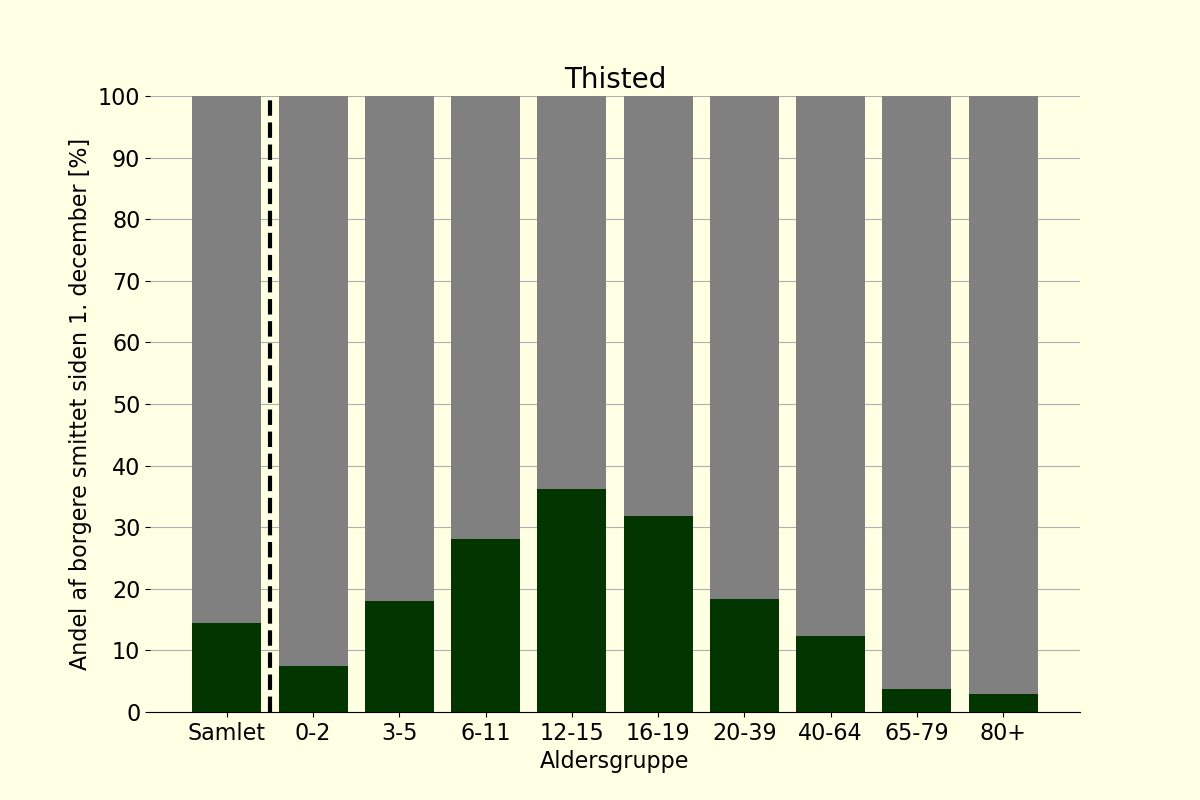 Thisted
Andel af borgere smittet siden 1. december [%]
100
90
80
70
60
50
40
30
20
10
0
Samlet 0-2 3-5 6-11 12-15 16-19 20-39 40-64 65-79 80+
Aldersgruppe